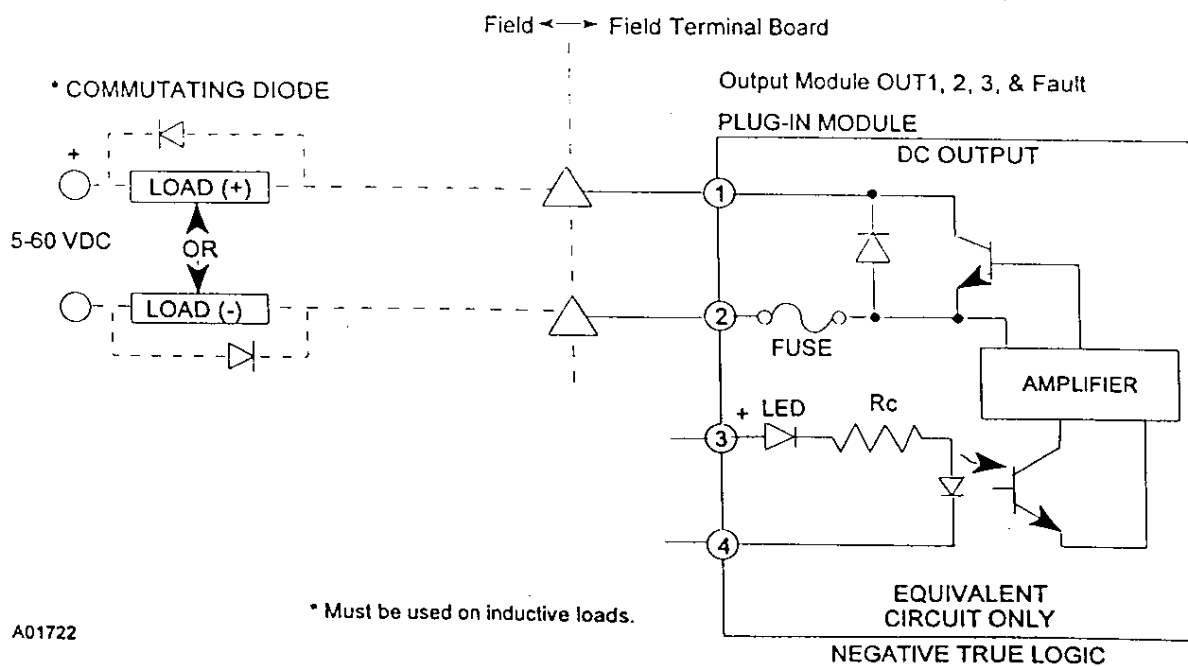 Field ←→ Field Terminal Board
* COMMUTATING DIODE
Output Module OUT1, 2, 3, & Fault
PLUG-IN MODULE
DC OUTPUT
+
LOAD (+)
1
5-60 VDC
OR
LOAD (-)
2
FUSE
AMPLIFIER
+ LED
Rc
3
4
EQUIVALENT
CIRCUIT ONLY
* Must be used on inductive loads.
A01722
NEGATIVE TRUE LOGIC